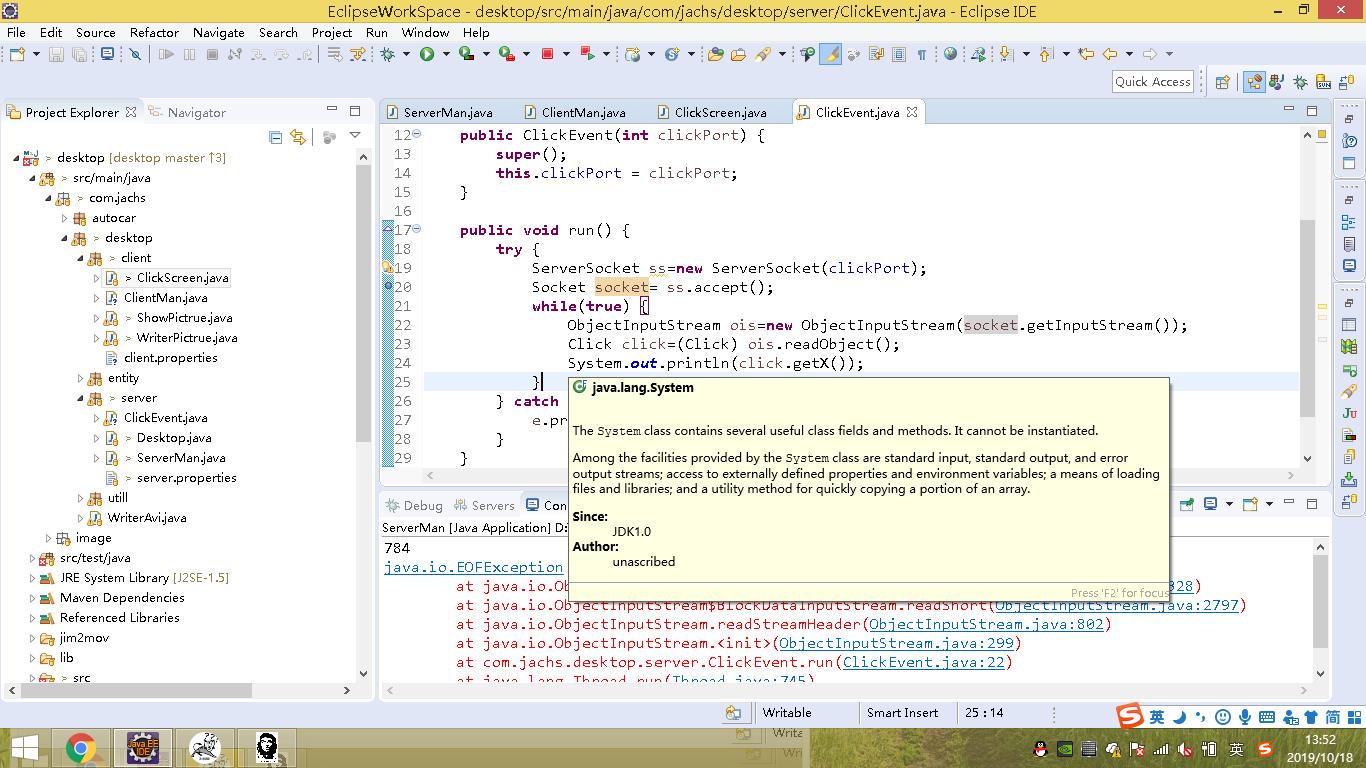 EclipseWorkSpace - desktop/src/main/java/com/jachs/desktop/server/ClickEvent.java - Eclipse IDE
File Edit Source Refactor Navigate Search Project Run Window Help
Quick Access
Project Explorer Navigator
desktop [desktop master ↑3]
src/main/java
com.jachs
autocar
desktop
client
ClickScreen.java
ClientMan.java
ShowPictrue.java
WriterPictrue.java
client.properties
entity
server
ClickEvent.java
Desktop.java
ServerMan.java
server.properties
utill
WriterAvi.java
image
src/test/java
JRE System Library [J2SE-1.5]
Maven Dependencies
Referenced Libraries
jim2mov
lib
src
ServerMan.java ClientMan.java ClickScreen.java ClickEvent.java
12 public ClickEvent(int clickPort) {
13 super();
14 this.clickPort = clickPort;
15 }
16
17 public void run() {
18 try {
19 ServerSocket ss=new ServerSocket(clickPort);
20 Socket socket= ss.accept();
21 while(true) {
22 ObjectInputStream ois=new ObjectInputStream(socket.getInputStream());
23 Click click=(Click) ois.readObject();
24 System.out.println(click.getX());
25 }
26 } catch
27 e.pr
28 }
29 }
java.lang.System
The System class contains several useful class fields and methods. It cannot be instantiated.
Among the facilities provided by the System class are standard input, standard output, and error
output streams; access to externally defined properties and environment variables; a means of loading
files and libraries; and a utility method for quickly copying a portion of an array.
Since:
JDK1.0
Author:
unascribed
Press 'F2' for focus
Debug Servers Con
ServerMan [Java Application] D:
784
java.io.EOFException
at java.io.Ob 328)
at java.io.ObjectInputStream$BlockDataInputStream.readShort(ObjectInputStream.java:2797)
at java.io.ObjectInputStream.readStreamHeader(ObjectInputStream.java:802)
at java.io.ObjectInputStream.<init>(ObjectInputStream.java:299)
at com.jachs.desktop.server.ClickEvent.run(ClickEvent.java:22)
at java.lang.Thread.run(Thread.java:745)
Writable Smart Insert 25 : 14
英 简
Java EE
IDE
英
13:52
2019/10/18